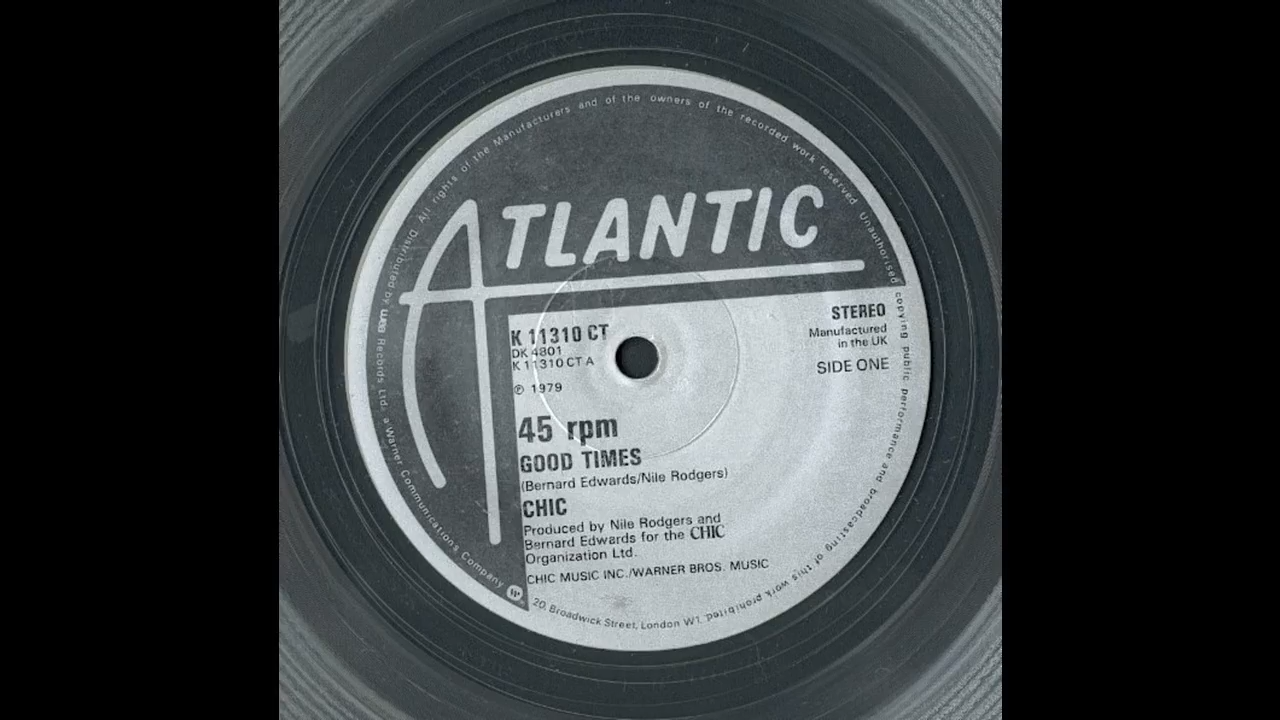 ATLANTIC
K 11310 CT
DK 4801
K 11310 CT A
℗ 1979
STEREO
Manufactured
in the UK
SIDE ONE
45 rpm
GOOD TIMES
(Bernard Edwards/Nile Rodgers)
CHIC
Produced by Nile Rodgers and
Bernard Edwards for the CHIC
Organization Ltd.
CHIC MUSIC INC./WARNER BROS. MUSIC
Distributed by wea Records Ltd. a Warner Communications Company
20, Broadwick Street, London W1.
All rights of the Manufacturers and of the owners of the recorded work reserved. Unauthorised copying public performance and broadcasting of this work prohibited.